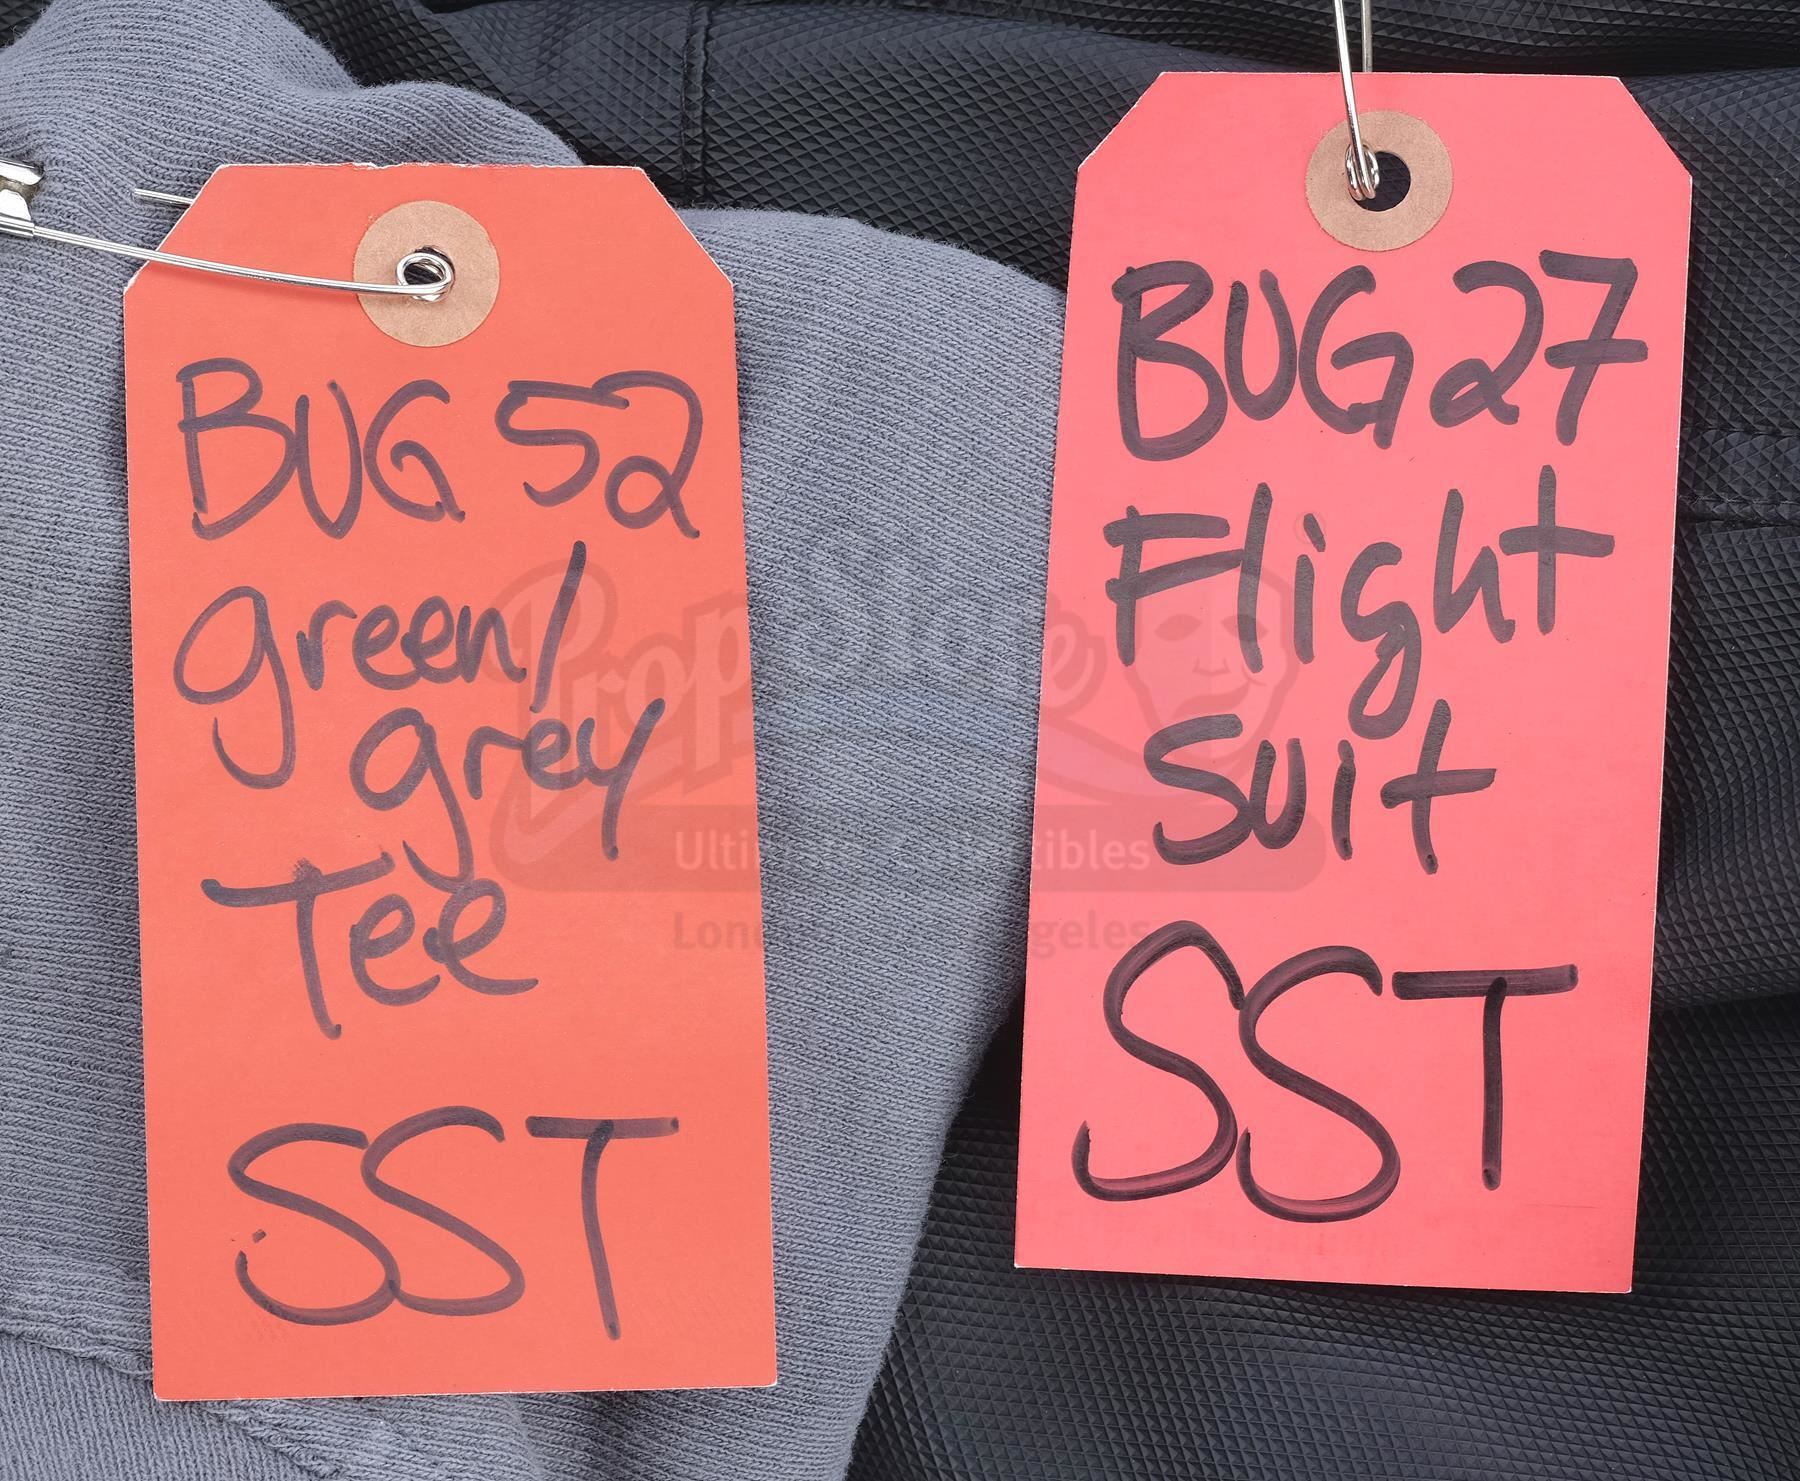 BUG 52
green/
grey
Tee
SST
BUG 27
Flight
Suit
SST